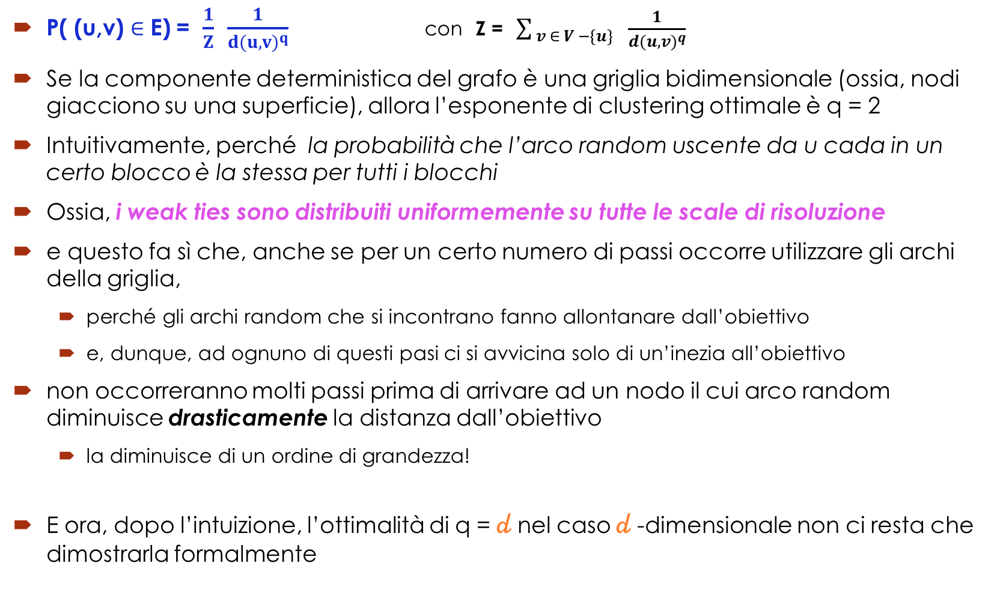 P( (u,v) ∈ E) = 1/Z 1/d(u,v)^q con Z = ∑_{v ∈ V −{u}} 1/d(u,v)^q
Se la componente deterministica del grafo è una griglia bidimensionale (ossia, nodi
giacciono su una superficie), allora l’esponente di clustering ottimale è q = 2
Intuitivamente, perché la probabilità che l’arco random uscente da u cada in un
certo blocco è la stessa per tutti i blocchi
Ossia, i weak ties sono distribuiti uniformemente su tutte le scale di risoluzione
e questo fa sì che, anche se per un certo numero di passi occorre utilizzare gli archi
della griglia,
perché gli archi random che si incontrano fanno allontanare dall’obiettivo
e, dunque, ad ognuno di questi pasi ci si avvicina solo di un’inezia all’obiettivo
non occorreranno molti passi prima di arrivare ad un nodo il cui arco random
diminuisce drasticamente la distanza dall’obiettivo
la diminuisce di un ordine di grandezza!
E ora, dopo l’intuizione, l’ottimalità di q = d nel caso d -dimensionale non ci resta che
dimostrarla formalmente